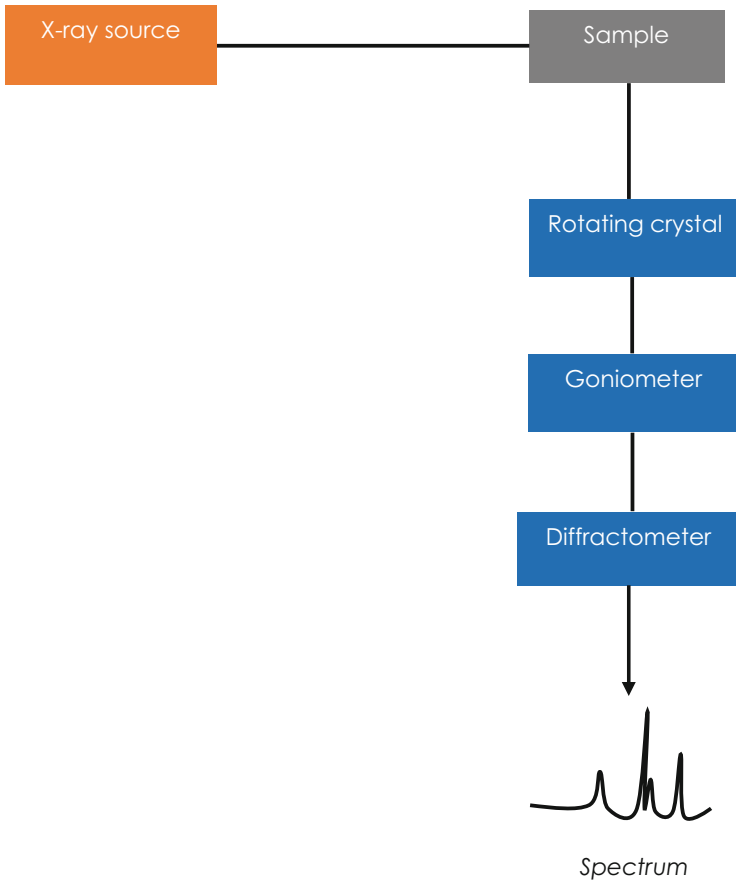 X-ray source
Sample
Rotating crystal
Goniometer
Diffractometer
Spectrum